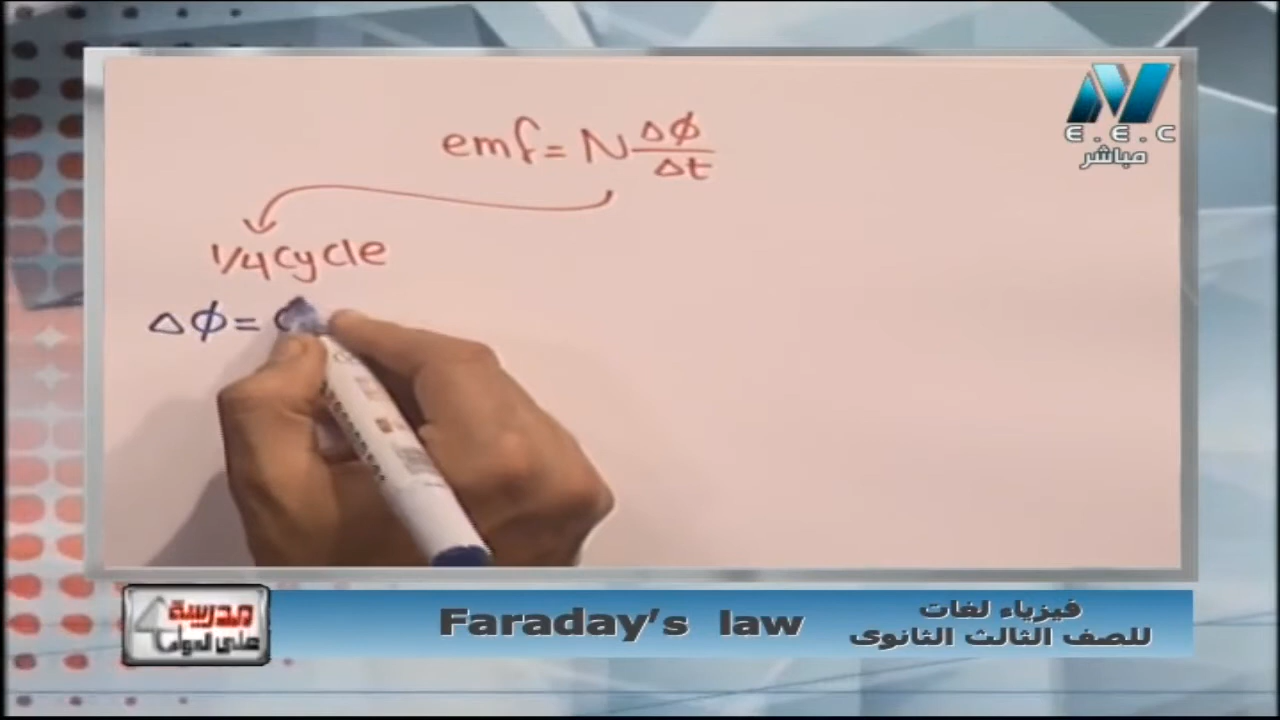 emf = N Δφ/Δt
1/4 cycle
Δφ =
E.E.C
مباشر
مدرسة
على الهواء
Faraday's law
فيزياء لغات
للصف الثالث الثانوى